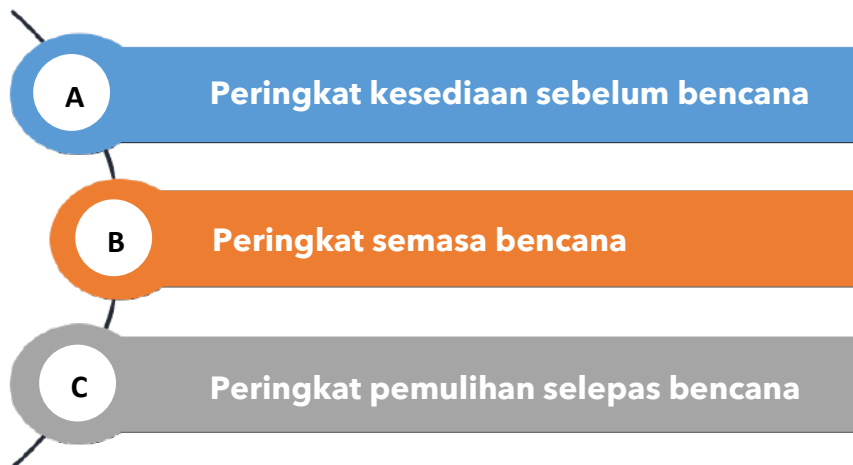 A
Peringkat kesediaan sebelum bencana
B
Peringkat semasa bencana
C
Peringkat pemulihan selepas bencana